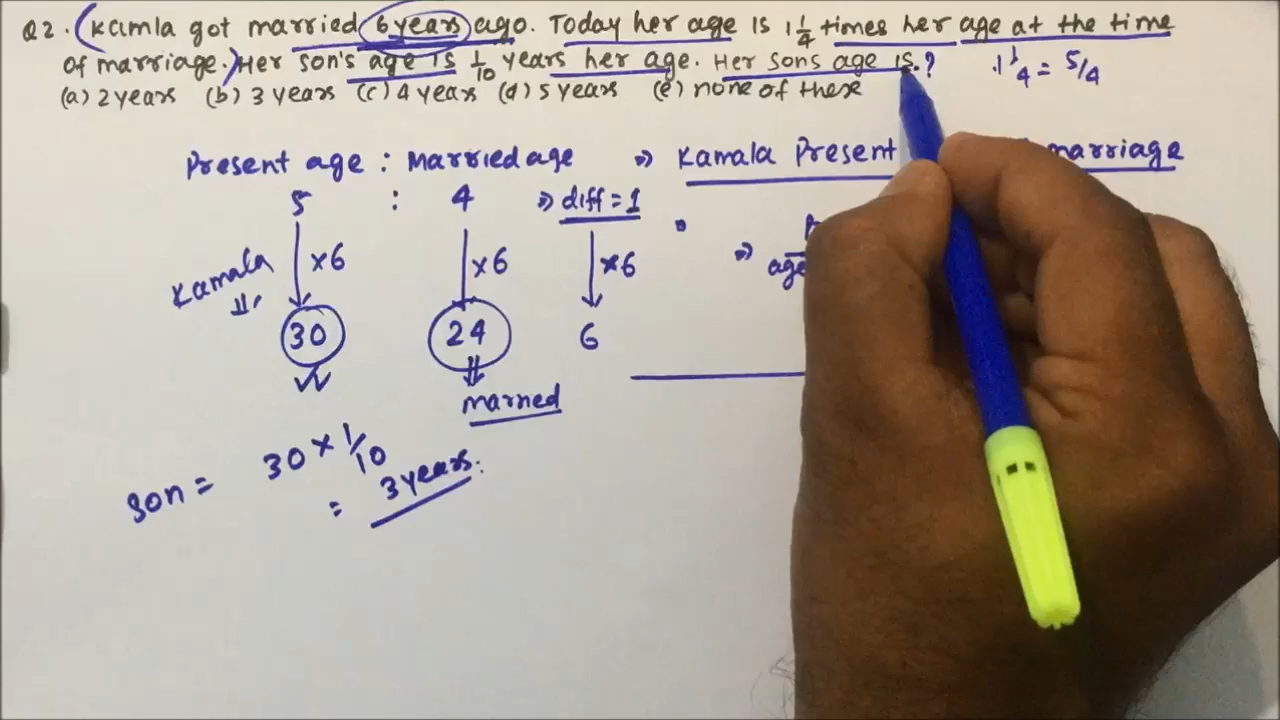 Q2. (Kamla got married 6 years ago. Today her age is 1 1/4 times her age at the time
of marriage.) Her son's age is 1/10 years her age. Her sons age is.?
1 1/4 = 5/4
(a) 2 years (b) 3 years (c) 4 years (d) 5 years (e) none of these
Present age : Married age ⇒ Kamala Present marriage
5 : 4 ⇒ diff = 1
Kamala ×6 ×6 ×6
⇒ age
30 24 6
married
son = 30 × 1/10
= 3 years.